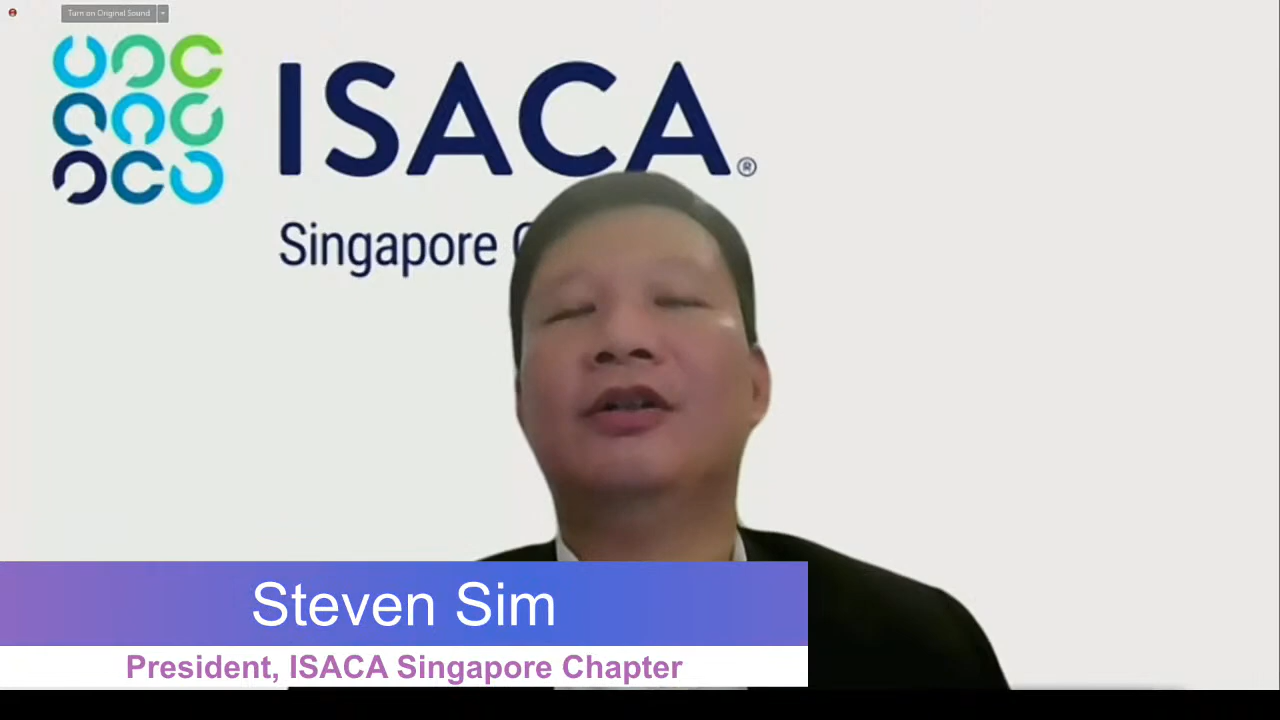 Turn on Original Sound
ISACA®
Singapore
Steven Sim
President, ISACA Singapore Chapter